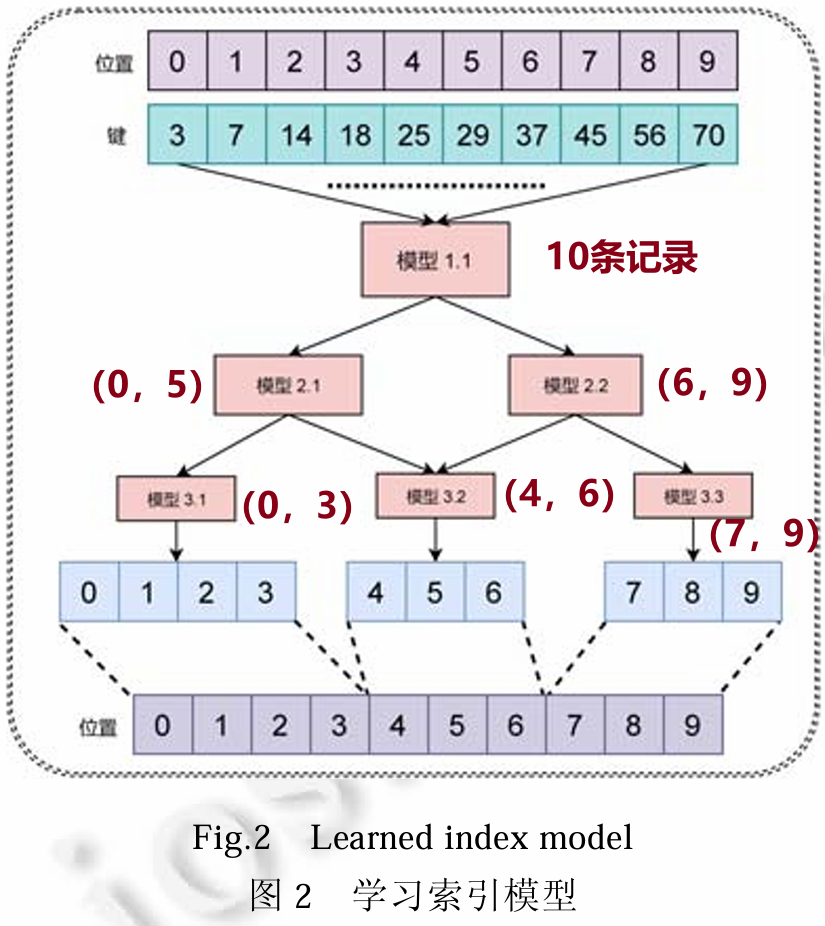 位置 0 1 2 3 4 5 6 7 8 9
键 3 7 14 18 25 29 37 45 56 70
模型 1.1 10条记录
(0，5) 模型 2.1 模型 2.2 (6，9)
模型 3.1 (0，3) 模型 3.2 (4，6) 模型 3.3
(7，9)
0 1 2 3 4 5 6 7 8 9
位置 0 1 2 3 4 5 6 7 8 9
Fig.2 Learned index model
图 2 学习索引模型